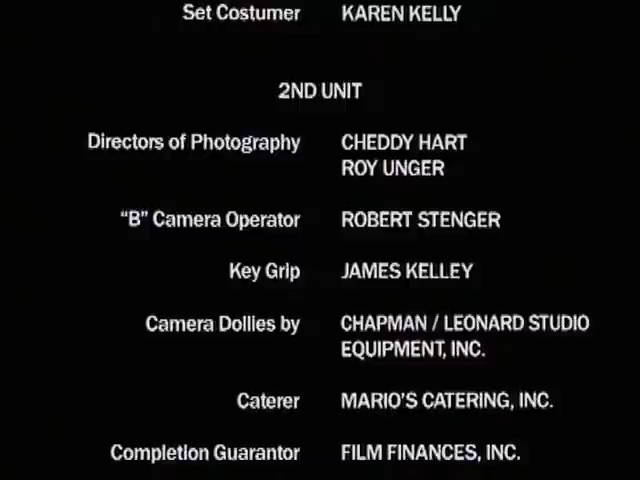 Set Costumer KAREN KELLY
2ND UNIT
Directors of Photography CHEDDY HART
ROY UNGER
“B” Camera Operator ROBERT STENGER
Key Grip JAMES KELLEY
Camera Dollies by CHAPMAN / LEONARD STUDIO
EQUIPMENT, INC.
Caterer MARIO'S CATERING, INC.
Completion Guarantor FILM FINANCES, INC.